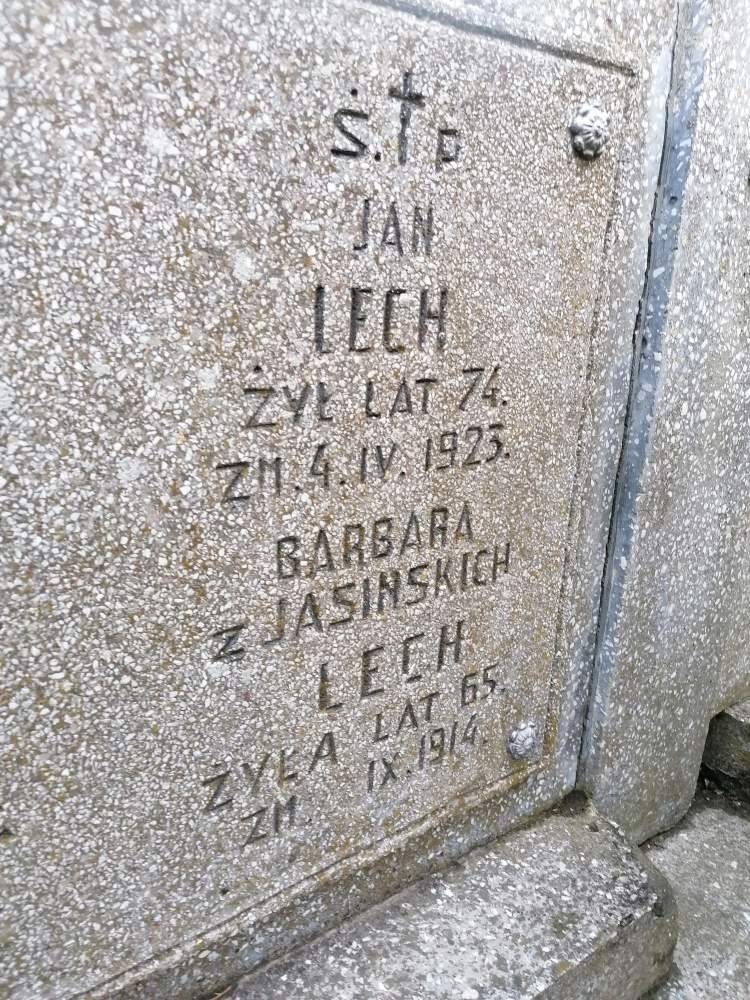 Ś. † P
JAN
LECH
ŻYŁ LAT 74.
ZM. 4. IV. 1923.
BARBARA
Z JASIŃSKICH
LECH
ŻYŁA LAT 65.
ZM. IX. 1914.